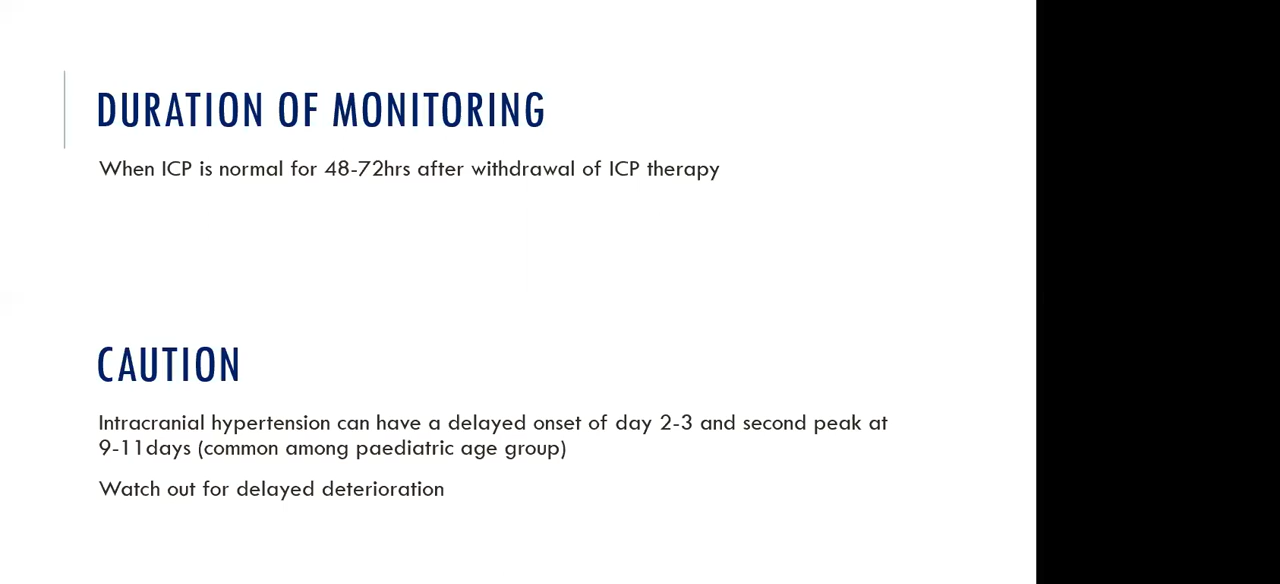 DURATION OF MONITORING
When ICP is normal for 48-72hrs after withdrawal of ICP therapy
CAUTION
Intracranial hypertension can have a delayed onset of day 2-3 and second peak at
9-11days (common among paediatric age group)
Watch out for delayed deterioration